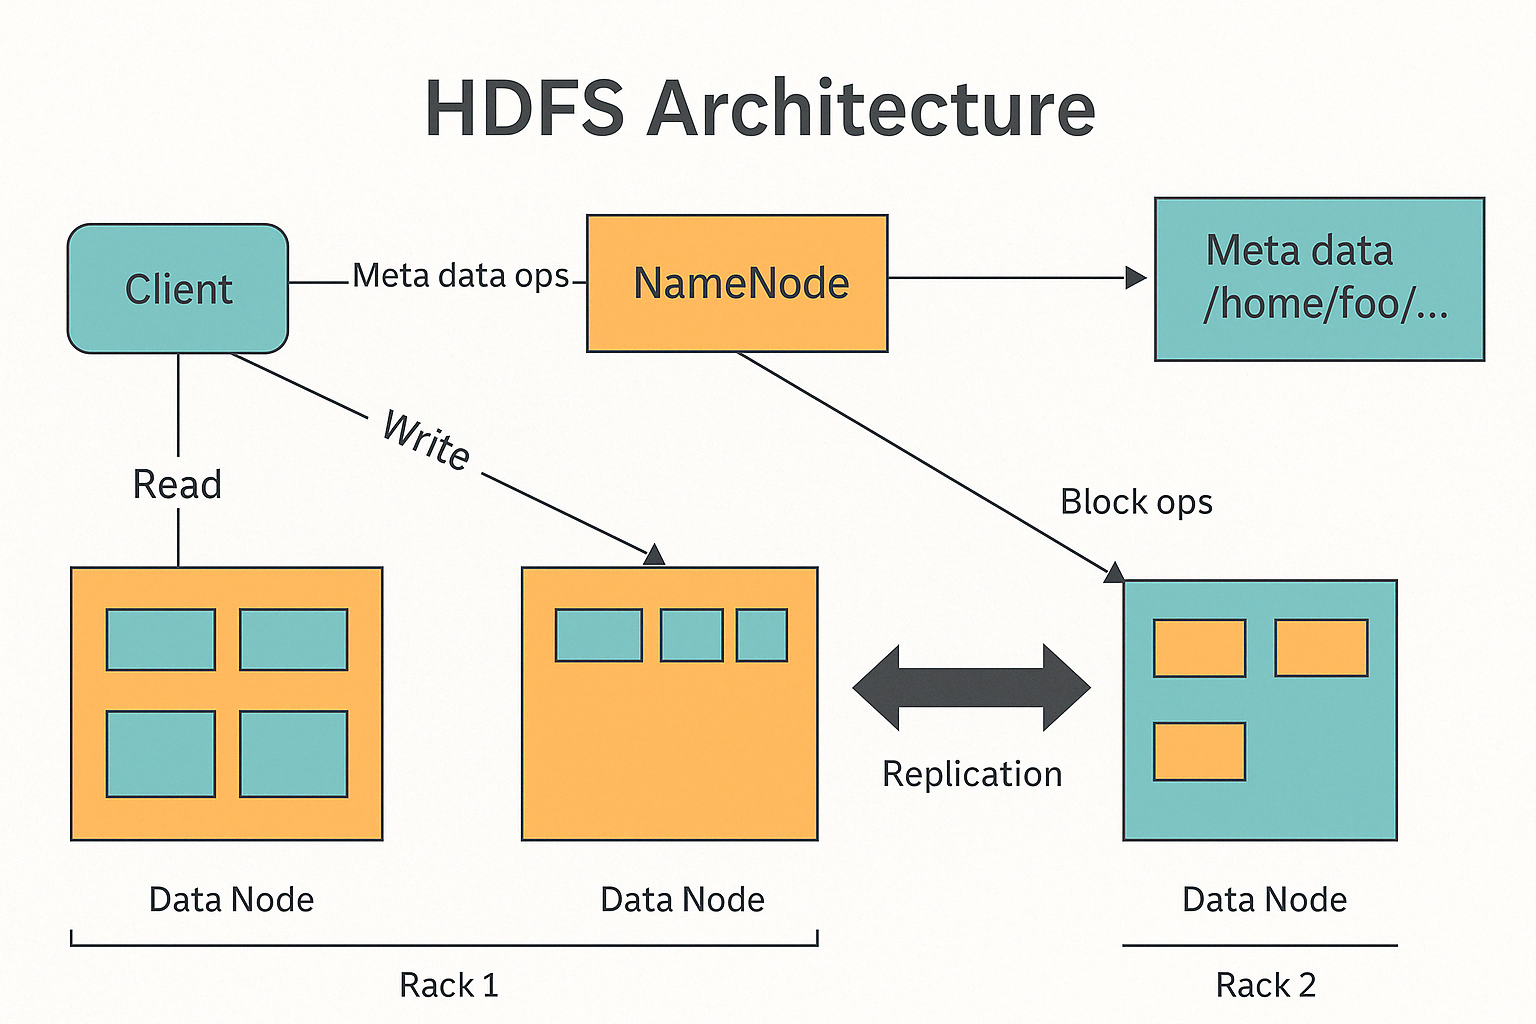 HDFS Architecture
Client
Meta data ops
NameNode
Meta data
/home/foo/...
Write
Read
Block ops
Replication
Data Node
Data Node
Data Node
Rack 1
Rack 2